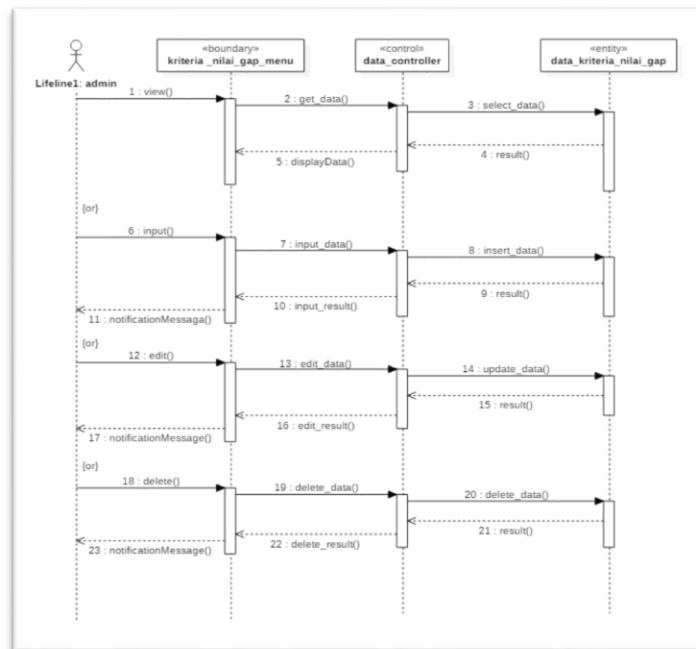 «boundary»
kriteria _nilai_gap_menu
«control»
data_controller
«entity»
data_kriteria_nilai_gap
Lifeline1: admin
1 : view()
2 : get_data()
3 : select_data()
4 : result()
5 : displayData()
{or}
6 : input()
7 : input_data()
8 : insert_data()
9 : result()
10 : input_result()
11 : notificationMessaga()
{or}
12 : edit()
13 : edit_data()
14 : update_data()
15 : result()
16 : edit_result()
17 : notificationMessage()
{or}
18 : delete()
19 : delete_data()
20 : delete_data()
21 : result()
22 : delete_result()
23 : notificationMessage()